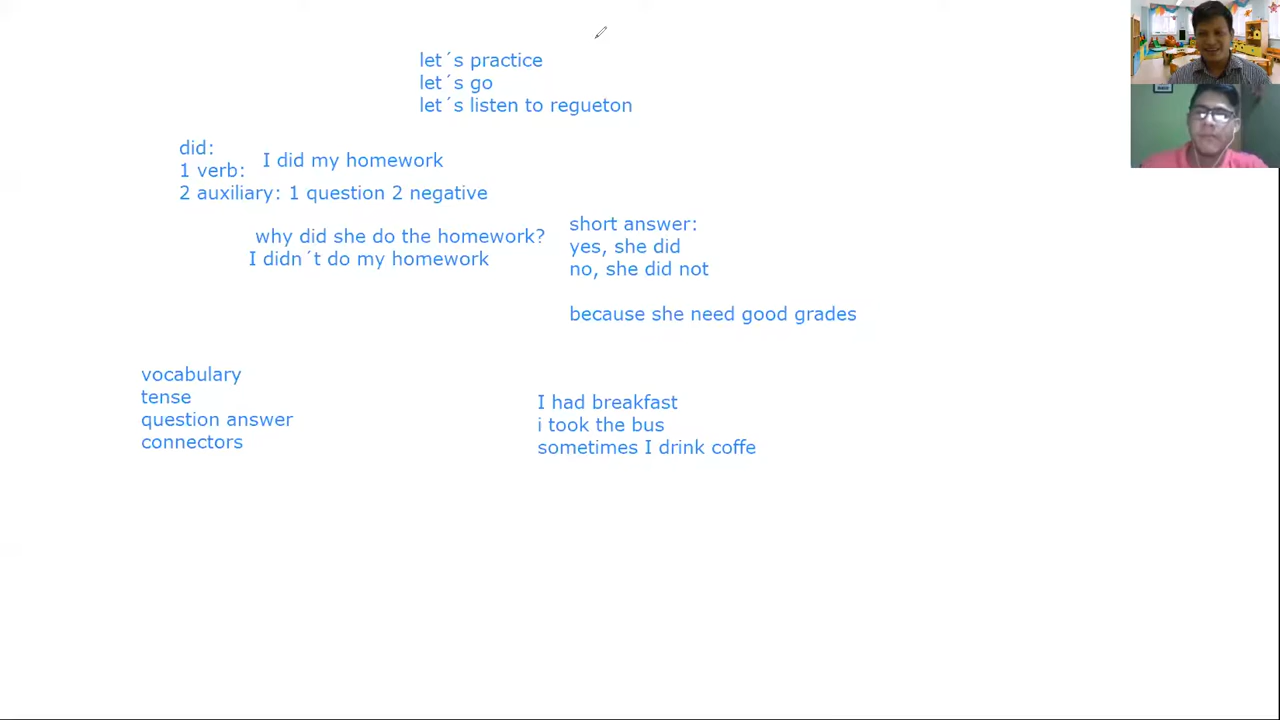 let´s practice
let´s go
let´s listen to regueton
did:
1 verb:
I did my homework
2 auxiliary: 1 question 2 negative
why did she do the homework?
I didn´t do my homework
short answer:
yes, she did
no, she did not
because she need good grades
vocabulary
tense
question answer
connectors
I had breakfast
i took the bus
sometimes I drink coffe